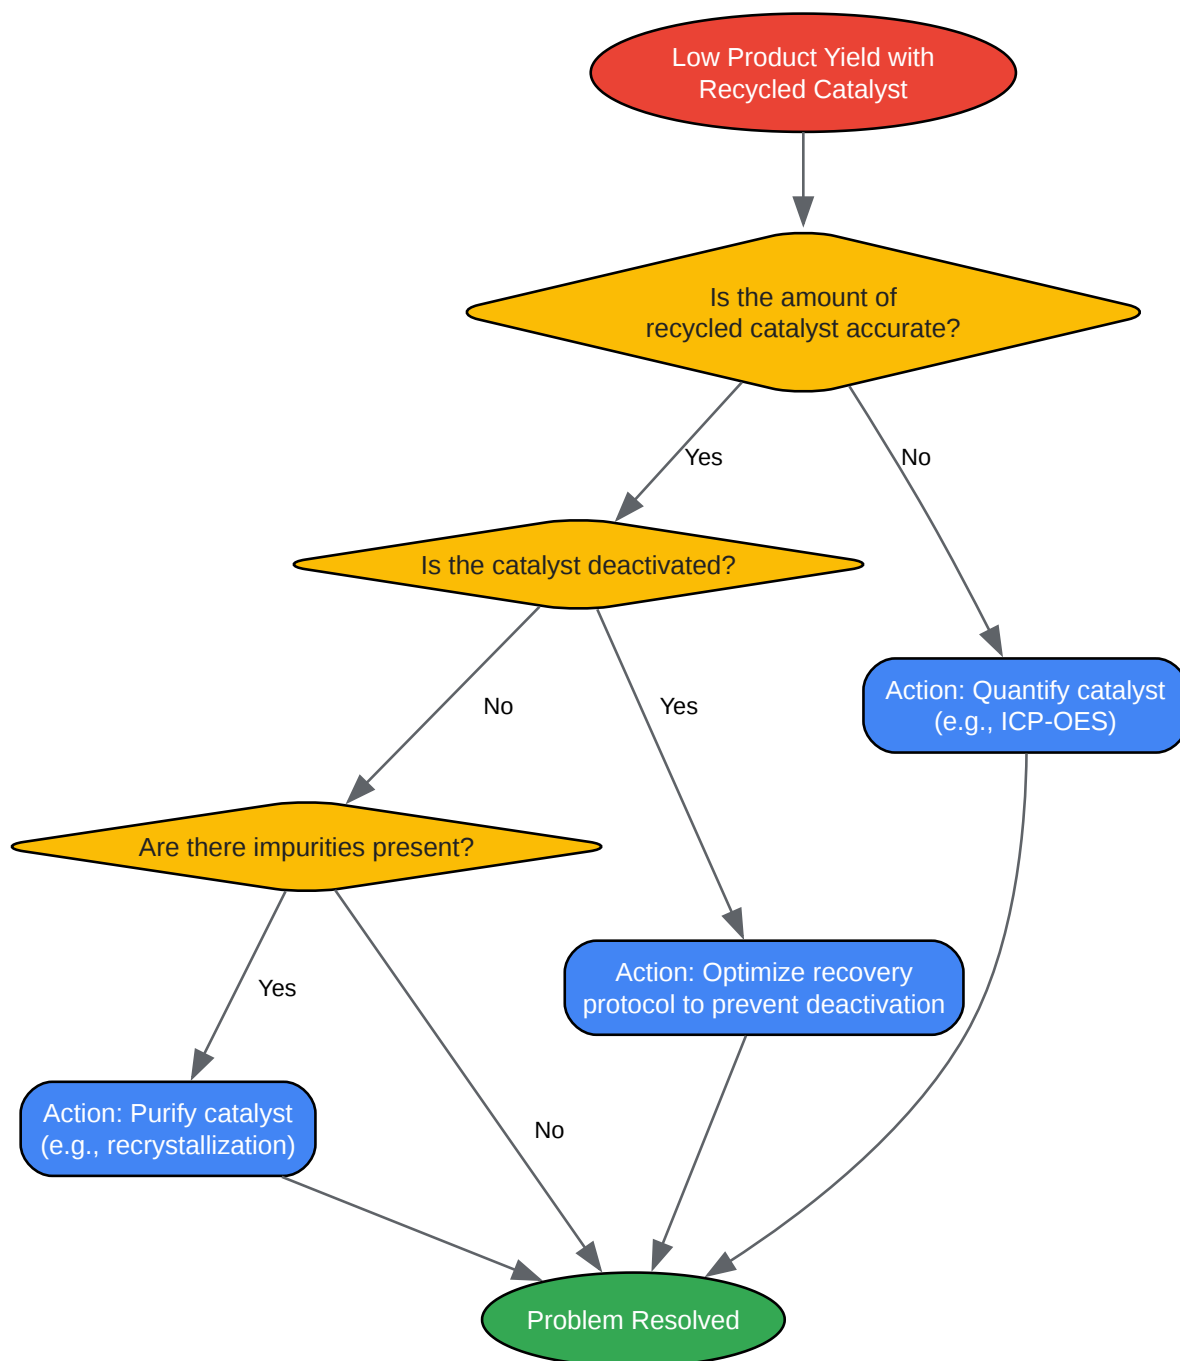 Low Product Yield with
Recycled Catalyst
Is the amount of
recycled catalyst accurate?
Yes
No
Is the catalyst deactivated?
Action: Quantify catalyst
(e.g., ICP-OES)
No
Yes
Are there impurities present?
Action: Optimize recovery
protocol to prevent deactivation
Yes
Action: Purify catalyst
(e.g., recrystallization)
No
Problem Resolved